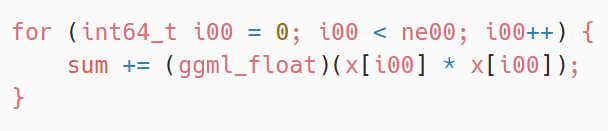 for (int64_t i00 = 0; i00 < ne00; i00++) {
    sum += (ggml_float)(x[i00] * x[i00]);
}